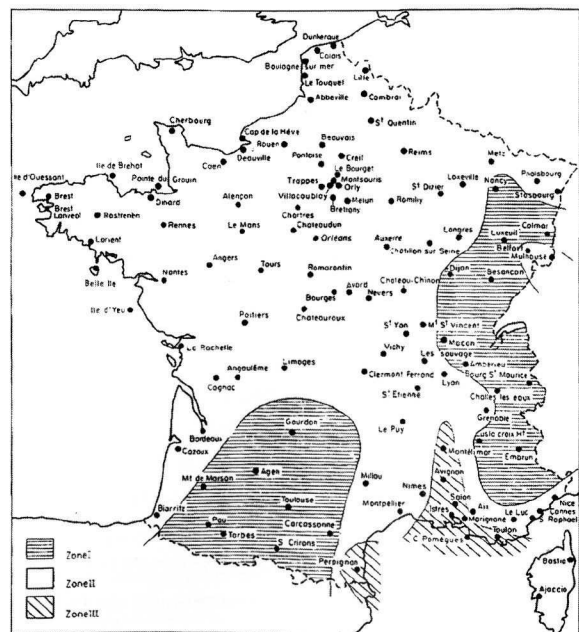 Dunkerque
Calais
Boulogne sur mer
Lille
Le Touquet
Abbeville
Cambrai
St Quentin
Cherbourg
Cap de la Hève
Rouen
Beauvais
Deauville
Caen
Creil
Reims
Metz
Pontoise
Le Bourget
Montsouris
Trappes
Orly
Villacoublay
Melun
Bretigny
Romilly
St Dizier
Nancy
Phalsbourg
Strasbourg
Ile de Brehat
Pointe du Grouin
Dinard
Brest
Brest
Lanveoc
Rostrenen
Rennes
Alençon
Chartres
Chateaudun
Le Mans
Orléans
Auxerre
Langres
Luxeuil
Colmar
Belfort
Mulhouse
Chatillon sur Seine
Lorient
Belle Ile
Nantes
Angers
Tours
Romorantin
Dijon
Besançon
Chateau-Chinon
Avord
Nevers
Bourges
Chateauroux
Ile d'Yeu
Poitiers
St Yan
Mt St Vincent
Macon
La Rochelle
Vichy
Les sauvage
Amberieu
Bourg St Maurice
Limoges
Angoulême
Cognac
Clermont Ferrand
Lyon
Challes les eaux
St Etienne
Grenoble
Le Puy
Bordeaux
Gourdon
Embrun
Montélimar
Cazaux
Agen
Mt de Marsan
Millau
Avignon
Nimes
Toulouse
Salon
Nice
Biarritz
Montpellier
Istres
Aix
Le Luc
Cannes
S. Raphael
Marignane
Pau
Carcassonne
Tarbes
Toulon
C. Pomègues
S. Girons
Perpignan
Bastia
Ajaccio
Zone I
Zone II
Zone III